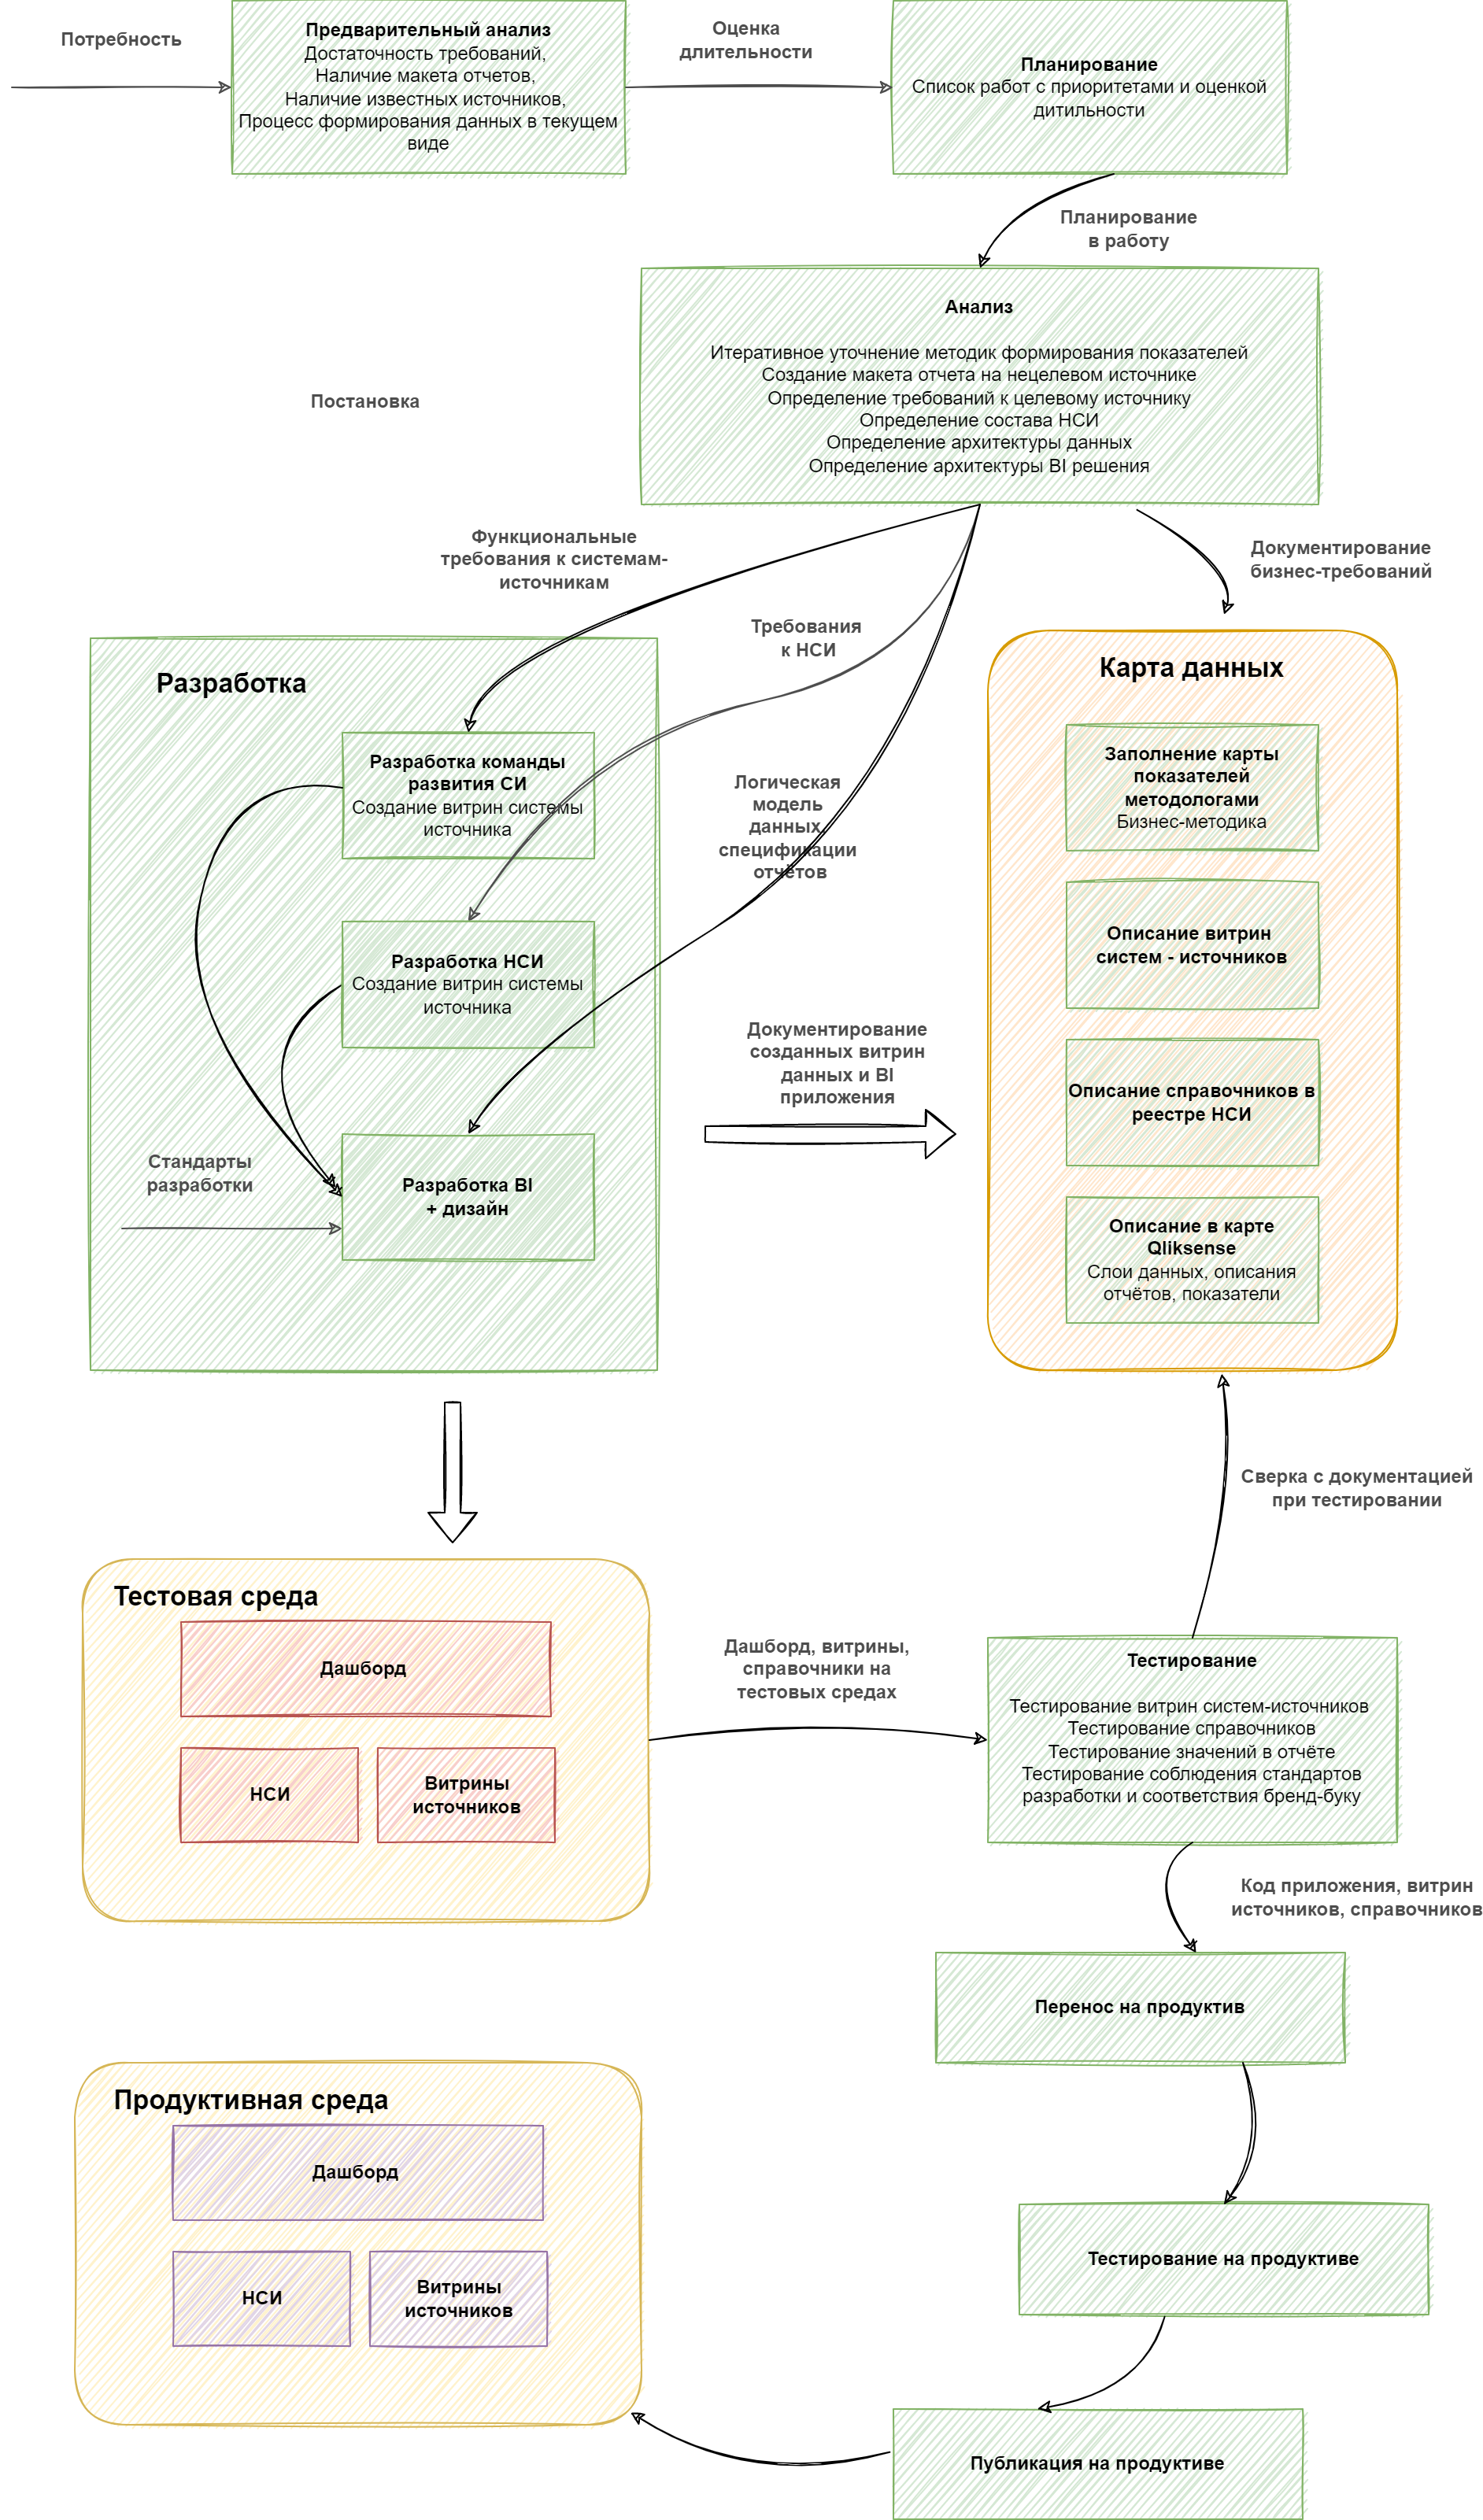 Потребность
Предварительный анализ
Достаточность требований,
Наличие макета отчетов,
Наличие известных источников,
Процесс формирования данных в текущем
виде
Оценка
длительности
Планирование
Список работ с приоритетами и оценкой
дитильности
Планирование
в работу
Анализ
Итеративное уточнение методик формирования показателей
Создание макета отчета на нецелевом источнике
Определение требований к целевому источнику
Определение состава НСИ
Определение архитектуры данных
Определение архитектуры BI решения
Постановка
Функциональные
требования к системам-
источникам
Требования
к НСИ
Документирование
бизнес-требований
Разработка
Разработка команды
развития СИ
Создание витрин системы
источника
Логическая
модель
данных,
спецификации
отчётов
Разработка НСИ
Создание витрин системы
источника
Стандарты
разработки
Разработка BI
+ дизайн
Документирование
созданных витрин
данных и BI
приложения
Карта данных
Заполнение карты
показателей
методологами
Бизнес-методика
Описание витрин
систем - источников
Описание справочников в
реестре НСИ
Описание в карте
Qliksense
Слои данных, описания
отчётов, показатели
Сверка с документацией
при тестировании
Тестовая среда
Дашборд
НСИ
Витрины
источников
Дашборд, витрины,
справочники на
тестовых средах
Тестирование
Тестирование витрин систем-источников
Тестирование справочников
Тестирование значений в отчёте
Тестирование соблюдения стандартов
разработки и соответствия бренд-буку
Код приложения, витрин
источников, справочников
Перенос на продуктив
Продуктивная среда
Дашборд
НСИ
Витрины
источников
Тестирование на продуктиве
Публикация на продуктиве